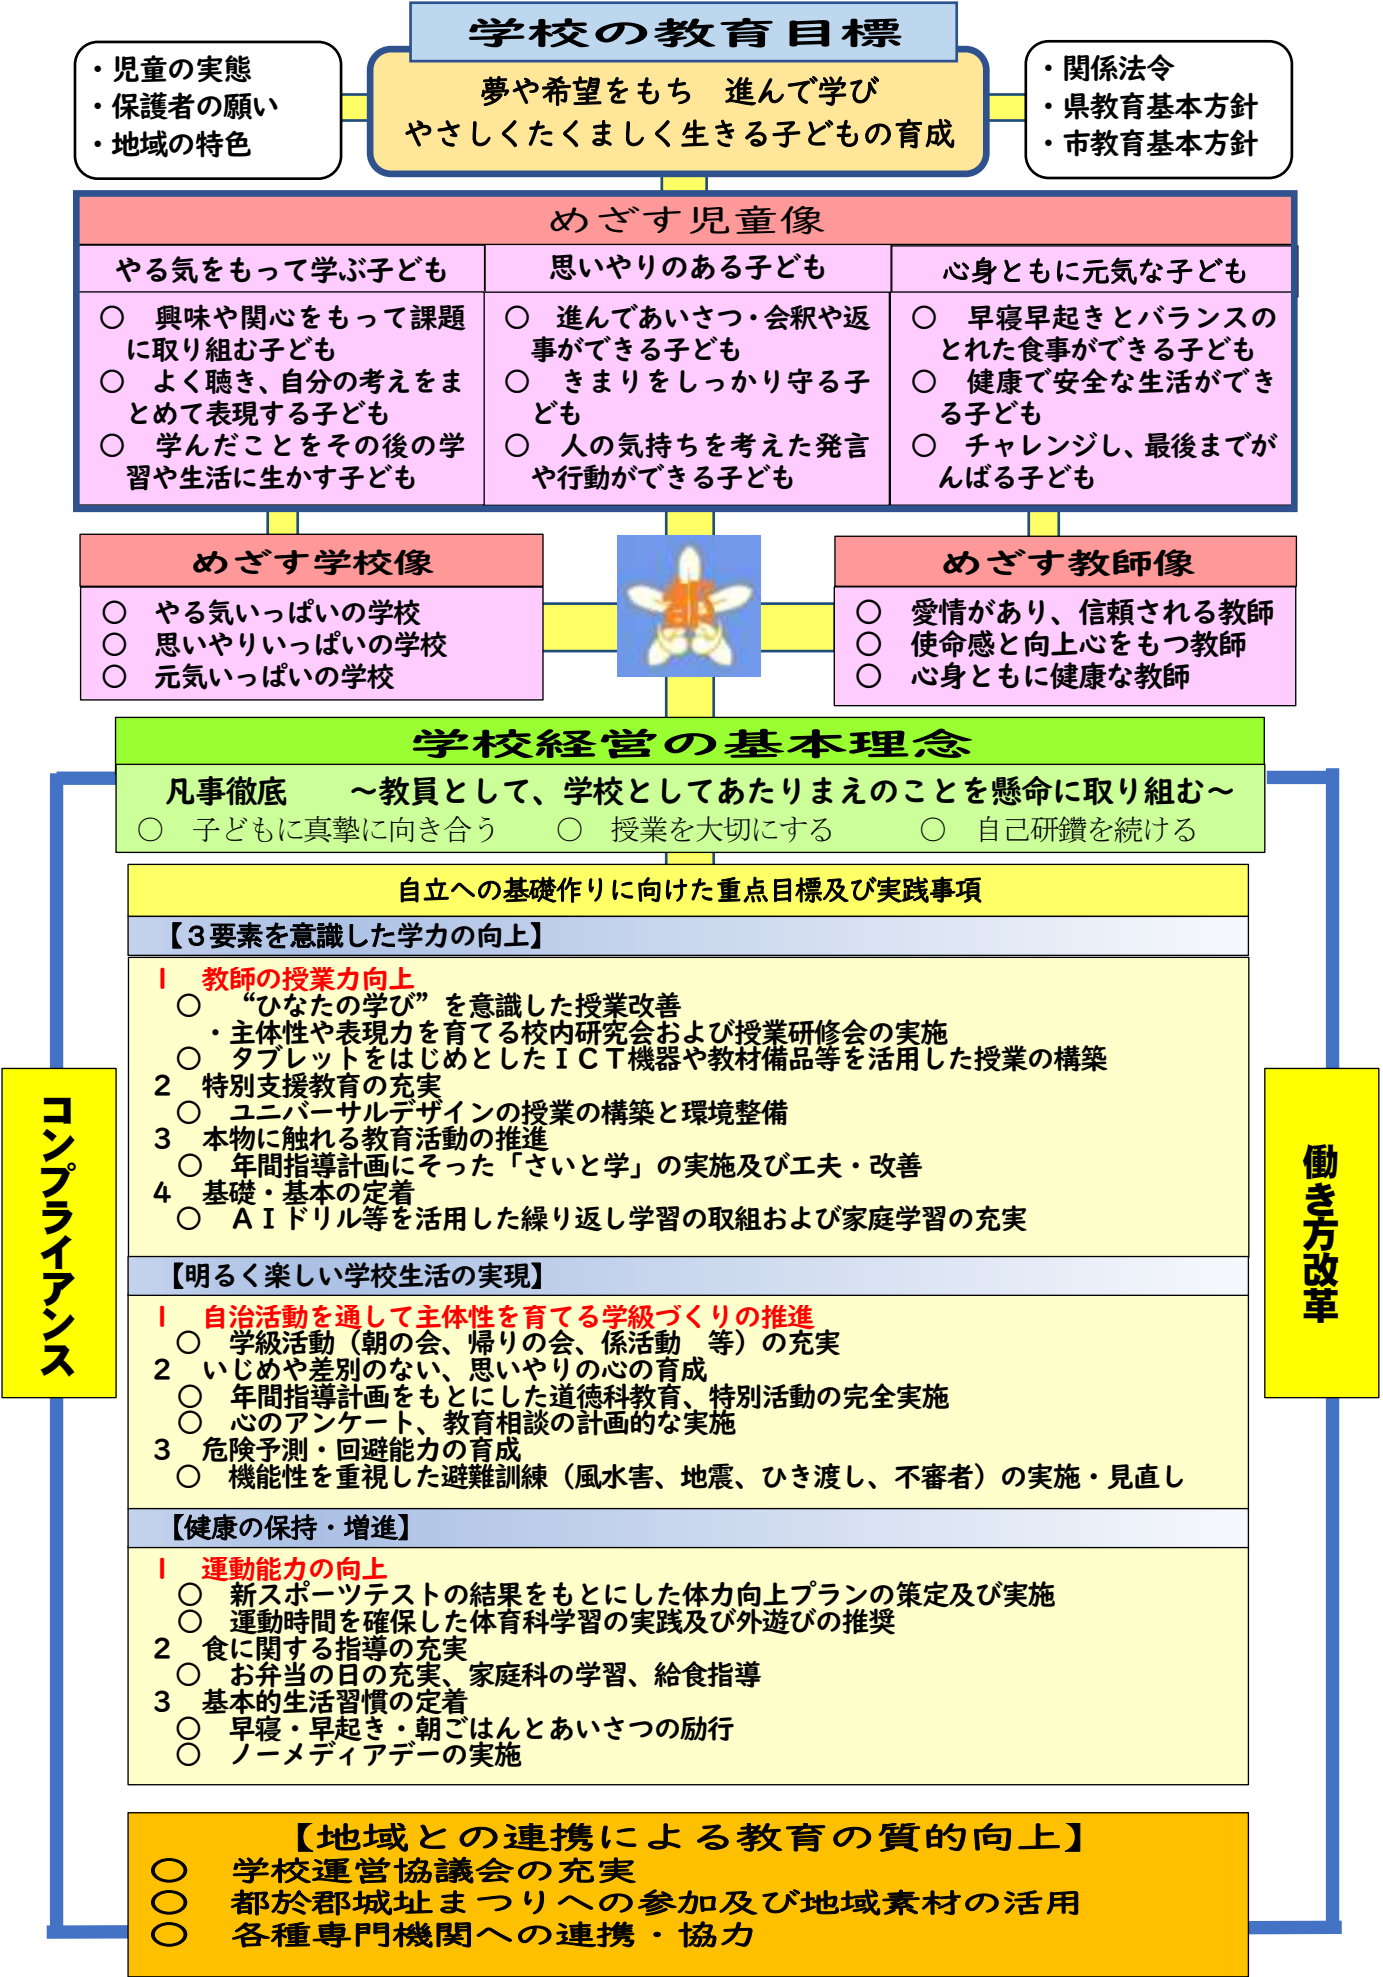 学校の教育目標
・児童の実態
・保護者の願い
・地域の特色
夢や希望をもち　進んで学び
やさしくたくましく生きる子どもの育成
・関係法令
・県教育基本方針
・市教育基本方針
めざす児童像
やる気をもって学ぶ子ども
○　興味や関心をもって課題
に取り組む子ども
○　よく聴き、自分の考えをま
とめて表現する子ども
○　学んだことをその後の学
習や生活に生かす子ども
思いやりのある子ども
○　進んであいさつ・会釈や返
事ができる子ども
○　きまりをしっかり守る子
ども
○　人の気持ちを考えた発言
や行動ができる子ども
心身ともに元気な子ども
○　早寝早起きとバランスの
とれた食事ができる子ども
○　健康で安全な生活ができ
る子ども
○　チャレンジし、最後までが
んばる子ども
めざす学校像
○　やる気いっぱいの学校
○　思いやりいっぱいの学校
○　元気いっぱいの学校
都
めざす教師像
○　愛情があり、信頼される教師
○　使命感と向上心をもつ教師
○　心身ともに健康な教師
学校経営の基本理念
凡事徹底　　～教員として、学校としてあたりまえのことを懸命に取り組む～
○　子どもに真摯に向き合う　　○　授業を大切にする　　　○　自己研鑽を続ける
コンプライアンス
働き方改革
自立への基礎作りに向けた重点目標及び実践事項
【３要素を意識した学力の向上】
１　教師の授業力向上
○　“ひなたの学び”を意識した授業改善
・主体性や表現力を育てる校内研究会および授業研修会の実施
○　タブレットをはじめとしたＩＣＴ機器や教材備品等を活用した授業の構築
２　特別支援教育の充実
○　ユニバーサルデザインの授業の構築と環境整備
３　本物に触れる教育活動の推進
○　年間指導計画にそった「さいと学」の実施及び工夫・改善
４　基礎・基本の定着
○　ＡＩドリル等を活用した繰り返し学習の取組および家庭学習の充実
【明るく楽しい学校生活の実現】
１　自治活動を通して主体性を育てる学級づくりの推進
○　学級活動（朝の会、帰りの会、係活動　等）の充実
２　いじめや差別のない、思いやりの心の育成
○　年間指導計画をもとにした道徳科教育、特別活動の完全実施
○　心のアンケート、教育相談の計画的な実施
３　危険予測・回避能力の育成
○　機能性を重視した避難訓練（風水害、地震、ひき渡し、不審者）の実施・見直し
【健康の保持・増進】
１　運動能力の向上
○　新スポーツテストの結果をもとにした体力向上プランの策定及び実施
○　運動時間を確保した体育科学習の実践及び外遊びの推奨
２　食に関する指導の充実
○　お弁当の日の充実、家庭科の学習、給食指導
３　基本的生活習慣の定着
○　早寝・早起き・朝ごはんとあいさつの励行
○　ノーメディアデーの実施
【地域との連携による教育の質的向上】
○　学校運営協議会の充実
○　都於郡城址まつりへの参加及び地域素材の活用
○　各種専門機関への連携・協力